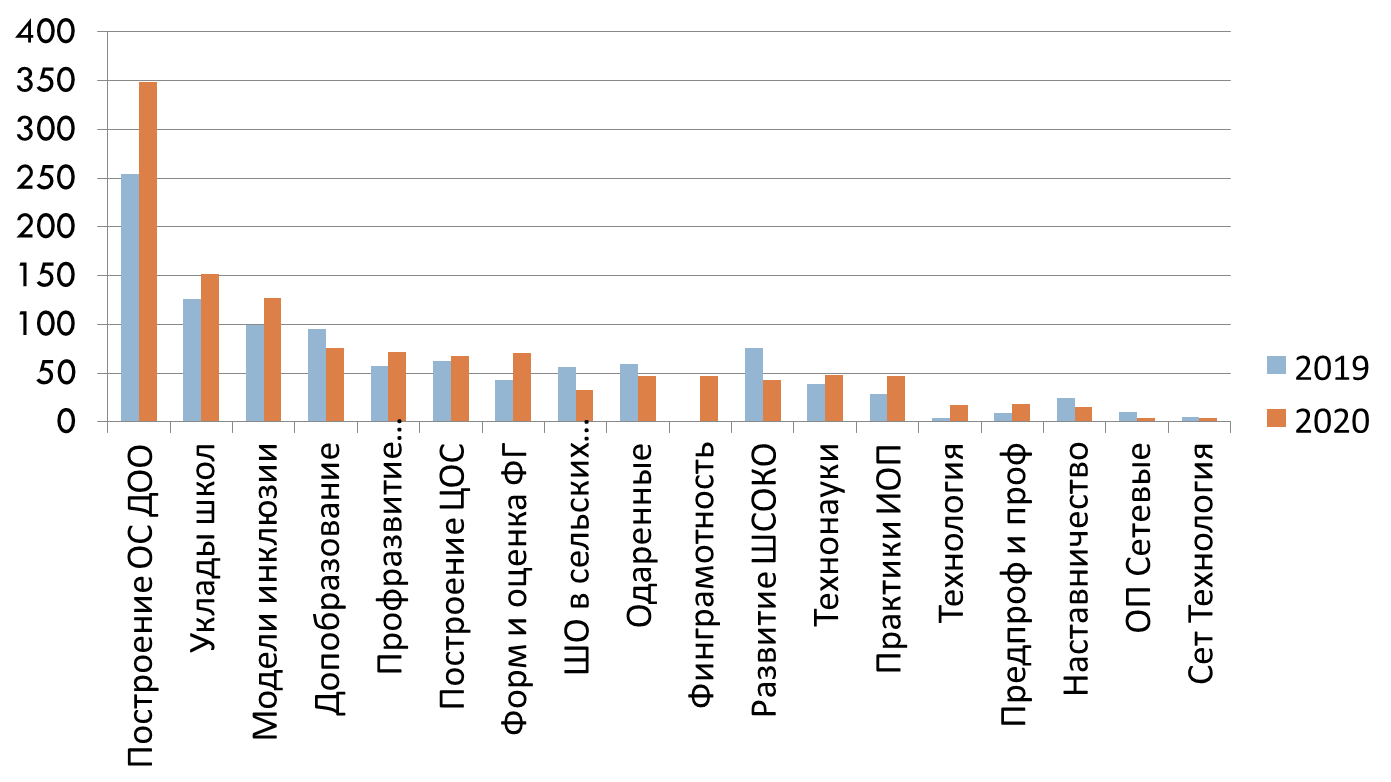 400
350
300
250
200
150
100
50
0
Построение ОС ДОО
Уклады школ
Модели инклюзии
Допобразование
Профразвитие...
Построение ЦОС
Форм и оценка ФГ
ШО в сельских...
Одаренные
Финграмотность
Развитие ШСОКО
Технонауки
Практики ИОП
Технология
Предпроф и проф
Наставничество
ОП Сетевые
Сет Технология
2019
2020